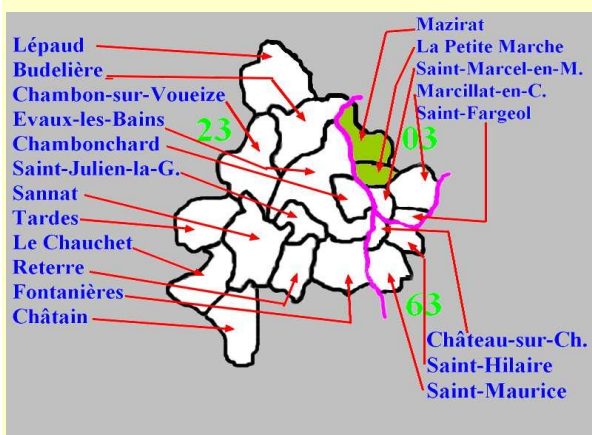 Lépaud
Budelière
Chambon-sur-Voueize
Evaux-les-Bains
Chambonchard
Saint-Julien-la-G.
Sannat
Tardes
Le Chauchet
Reterre
Fontanières
Châtain
23
03
63
Mazirat
La Petite Marche
Saint-Marcel-en-M.
Marcillat-en-C.
Saint-Fargeol
Château-sur-Ch.
Saint-Hilaire
Saint-Maurice